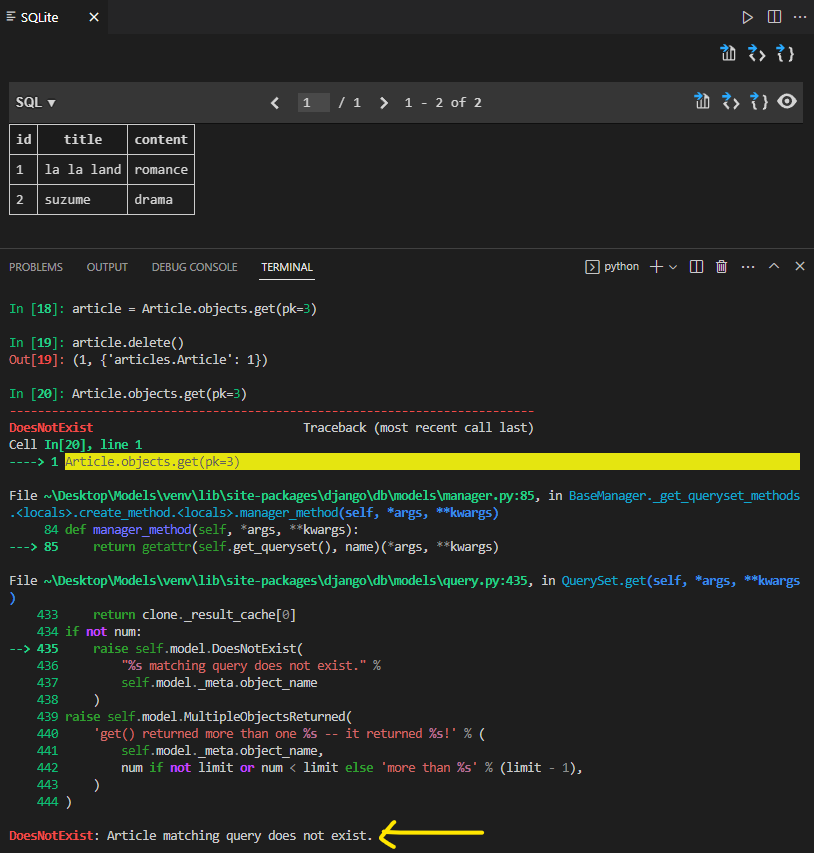 SQLite
SQL ▼ 1 / 1 1 - 2 of 2
id title content
1 la la land romance
2 suzume drama
PROBLEMS OUTPUT DEBUG CONSOLE TERMINAL python
In [18]: article = Article.objects.get(pk=3)
In [19]: article.delete()
Out[19]: (1, {'articles.Article': 1})
In [20]: Article.objects.get(pk=3)
---------------------------------------------------------------------------
DoesNotExist                              Traceback (most recent call last)
Cell In[20], line 1
----> 1 Article.objects.get(pk=3)
File ~\Desktop\Models\venv\lib\site-packages\django\db\models\manager.py:85, in BaseManager._get_queryset_methods
.<locals>.create_method.<locals>.manager_method(self, *args, **kwargs)
     84 def manager_method(self, *args, **kwargs):
---> 85     return getattr(self.get_queryset(), name)(*args, **kwargs)
File ~\Desktop\Models\venv\lib\site-packages\django\db\models\query.py:435, in QuerySet.get(self, *args, **kwargs
)
    433     return clone._result_cache[0]
    434 if not num:
--> 435     raise self.model.DoesNotExist(
    436         "%s matching query does not exist." %
    437         self.model._meta.object_name
    438     )
    439 raise self.model.MultipleObjectsReturned(
    440     'get() returned more than one %s -- it returned %s!' % (
    441         self.model._meta.object_name,
    442         num if not limit or num < limit else 'more than %s' % (limit - 1),
    443     )
    444 )
DoesNotExist: Article matching query does not exist.